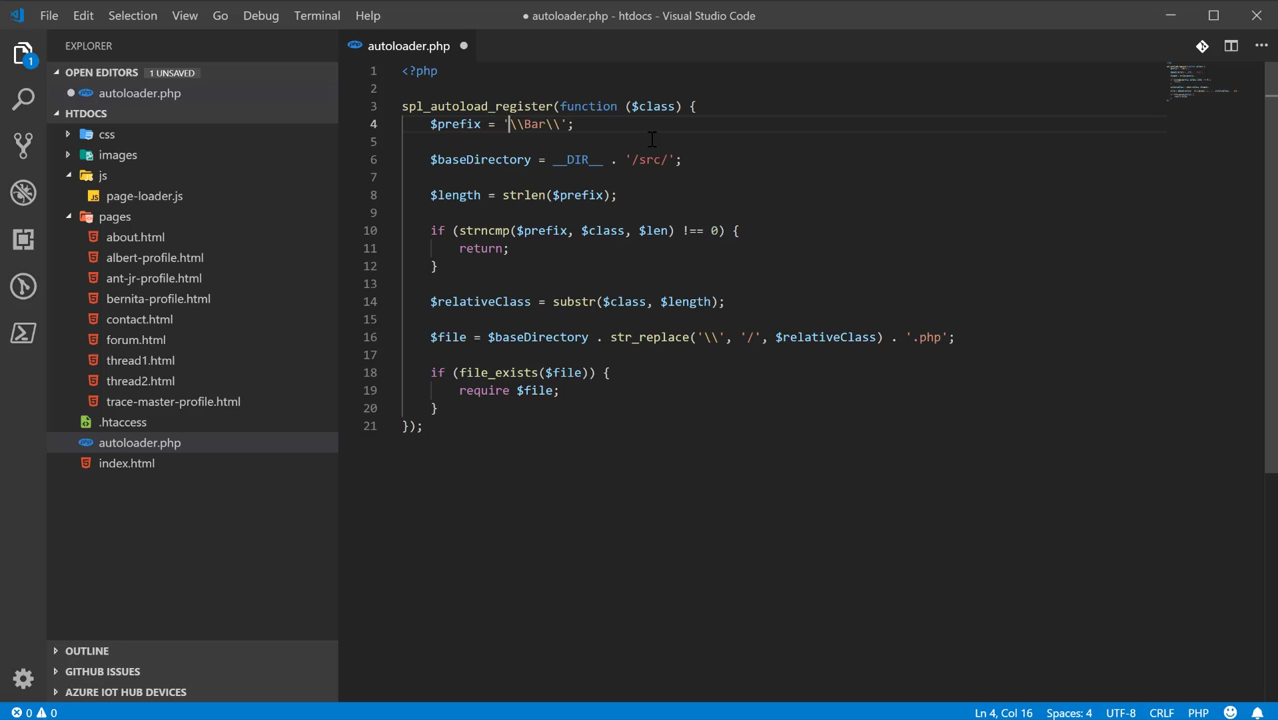 File Edit Selection View Go Debug Terminal Help ● autoloader.php - htdocs - Visual Studio Code
EXPLORER
OPEN EDITORS 1 UNSAVED
● autoloader.php
HTDOCS
css
images
js
page-loader.js
pages
about.html
albert-profile.html
ant-jr-profile.html
bernita-profile.html
contact.html
forum.html
thread1.html
thread2.html
trace-master-profile.html
.htaccess
autoloader.php
index.html
OUTLINE
GITHUB ISSUES
AZURE IOT HUB DEVICES
1
autoloader.php ●
1 <?php
2
3 spl_autoload_register(function ($class) {
4     $prefix = '\\Bar\\';
5
6     $baseDirectory = __DIR__ . '/src/';
7
8     $length = strlen($prefix);
9
10     if (strncmp($prefix, $class, $len) !== 0) {
11         return;
12     }
13
14     $relativeClass = substr($class, $length);
15
16     $file = $baseDirectory . str_replace('\\', '/', $relativeClass) . '.php';
17
18     if (file_exists($file)) {
19         require $file;
20     }
21 });
0 0 Ln 4, Col 16 Spaces: 4 UTF-8 CRLF PHP